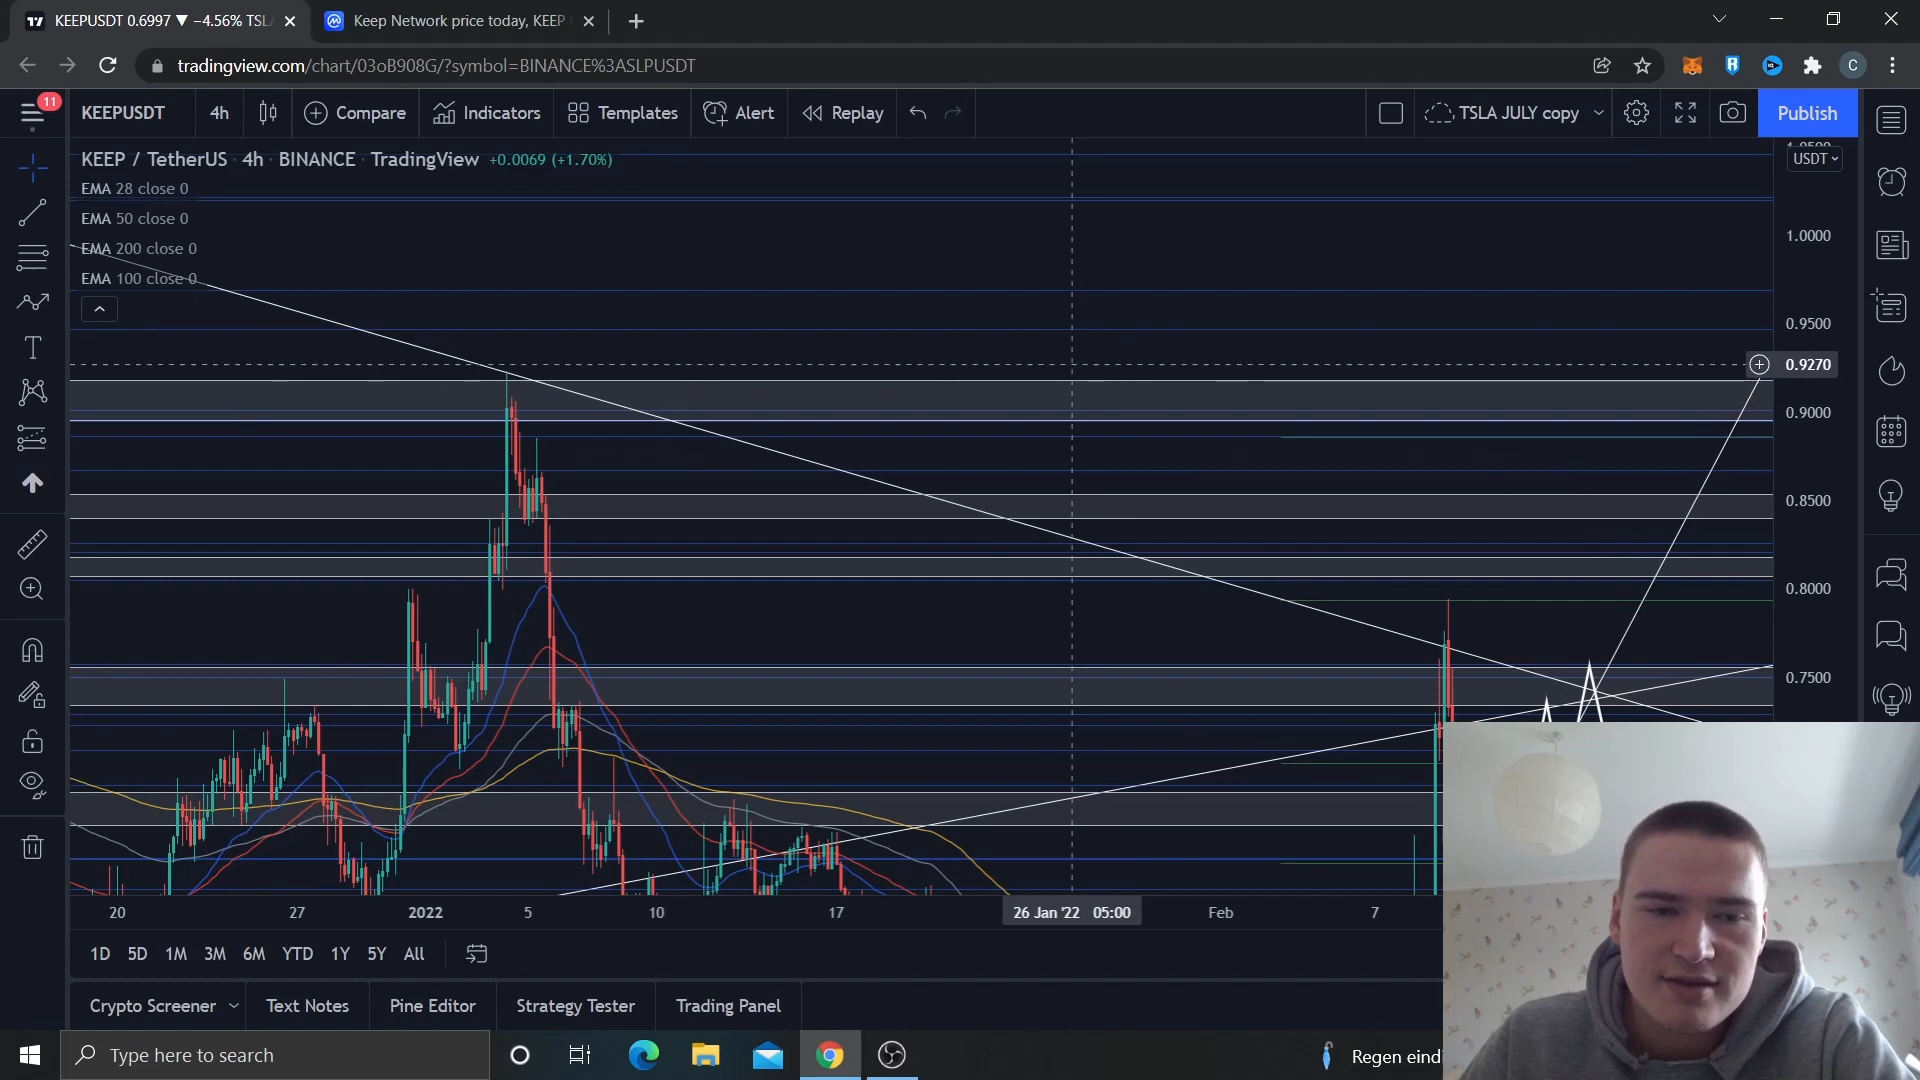 KEEPUSDT 0.6997 ▼ −4.56% TSL
Keep Network price today, KEEP
tradingview.com/chart/03oB908G/?symbol=BINANCE%3ASLPUSDT
C
11
KEEPUSDT
4h
Compare
Indicators
Templates
Alert
Replay
TSLA JULY copy
Publish
KEEP / TetherUS · 4h · BINANCE · TradingView +0.0069 (+1.70%)
EMA 28 close 0
EMA 50 close 0
EMA 200 close 0
EMA 100 close 0
USDT
1.0000
0.9500
0.9270
0.9000
0.8500
0.8000
0.7500
20
27
2022
5
10
17
26 Jan '22 05:00
Feb
7
1D 5D 1M 3M 6M YTD 1Y 5Y All
Crypto Screener
Text Notes
Pine Editor
Strategy Tester
Trading Panel
Type here to search
Regen eindi